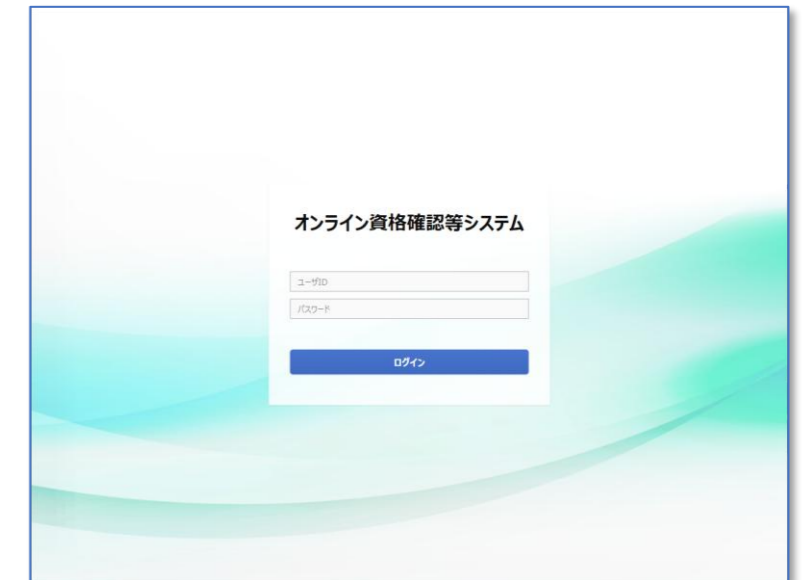 オンライン資格確認等システム
ユーザID
パスワード
ログイン